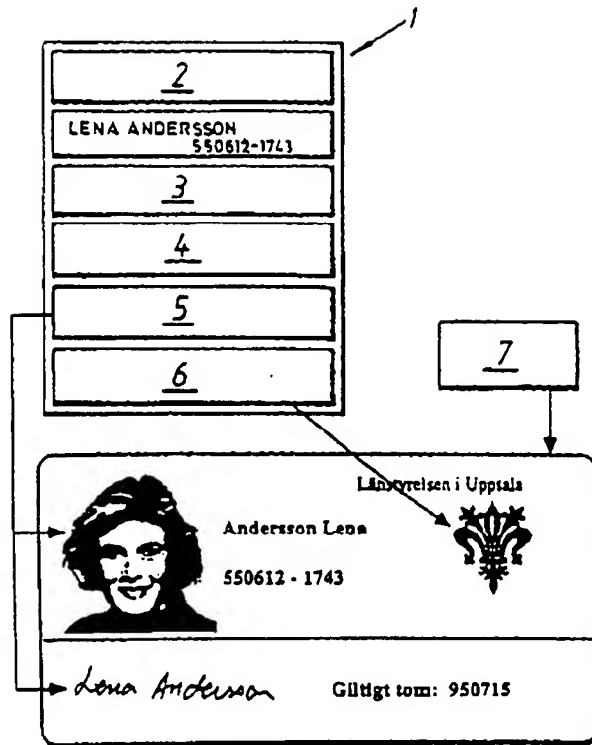 1
2
LENA ANDERSSON
550612-1743
3
4
5
6
7
Länstyrelsen i Uppsala
Andersson Lena
550612 - 1743
Lena Andersson
Giltigt tom: 950715